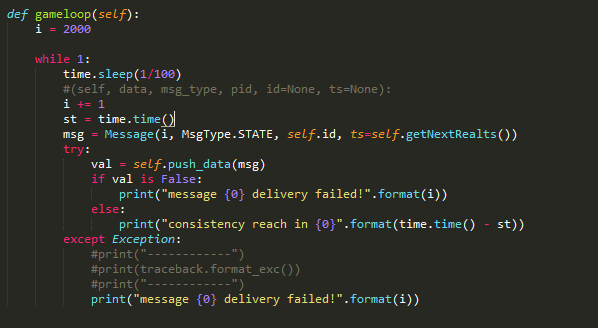 def gameloop(self):
    i = 2000

    while 1:
        time.sleep(1/100)
        #(self, data, msg_type, pid, id=None, ts=None):
        i += 1
        st = time.time()
        msg = Message(i, MsgType.STATE, self.id, ts=self.getNextRealts())
        try:
            val = self.push_data(msg)
            if val is False:
                print("message {0} delivery failed!".format(i))
            else:
                print("consistency reach in {0}".format(time.time() - st))
        except Exception:
            #print("------------")
            #print(traceback.format_exc())
            #print("------------")
            print("message {0} delivery failed!".format(i))